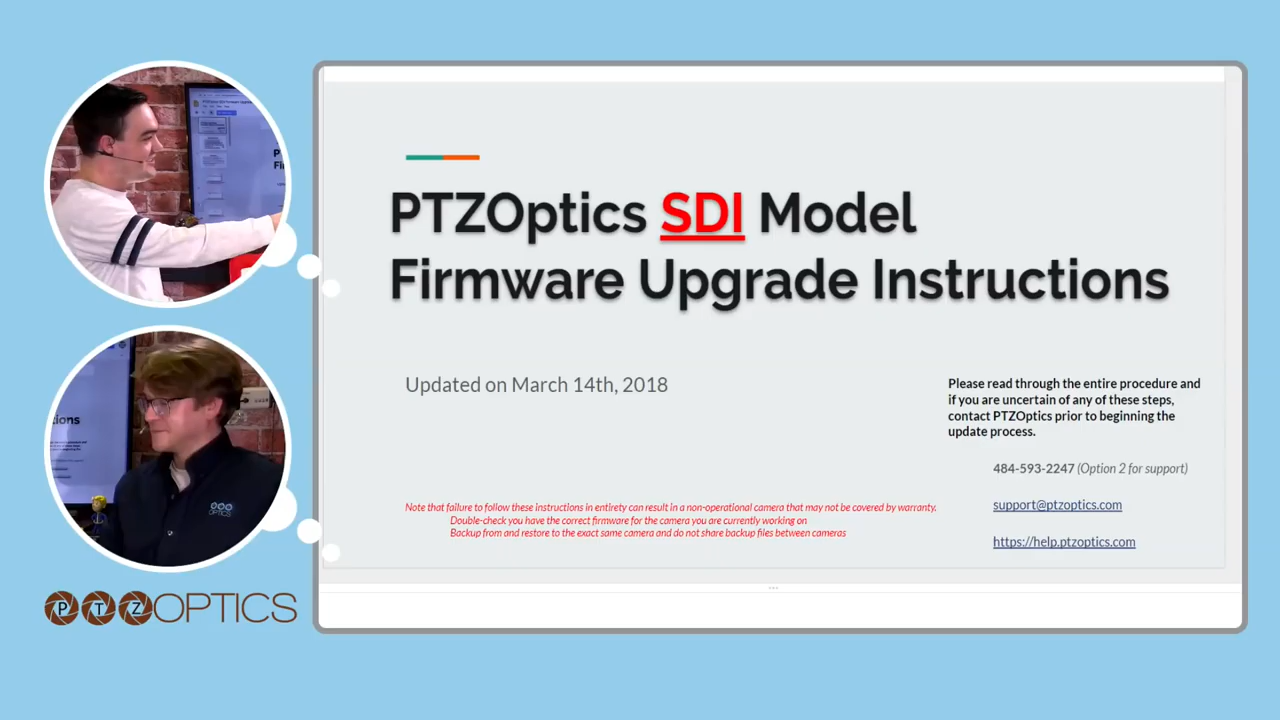 PTZOptics SDI Model
Firmware Upgrade Instructions
Updated on March 14th, 2018
Please read through the entire procedure and
if you are uncertain of any of these steps,
contact PTZOptics prior to beginning the
update process.
484-593-2247 (Option 2 for support)
support@ptzoptics.com
https://help.ptzoptics.com
Note that failure to follow these instructions in entirety can result in a non-operational camera that may not be covered by warranty.
Double-check you have the correct firmware for the camera you are currently working on
Backup from and restore to the exact same camera and do not share backup files between cameras
PTZOPTICS